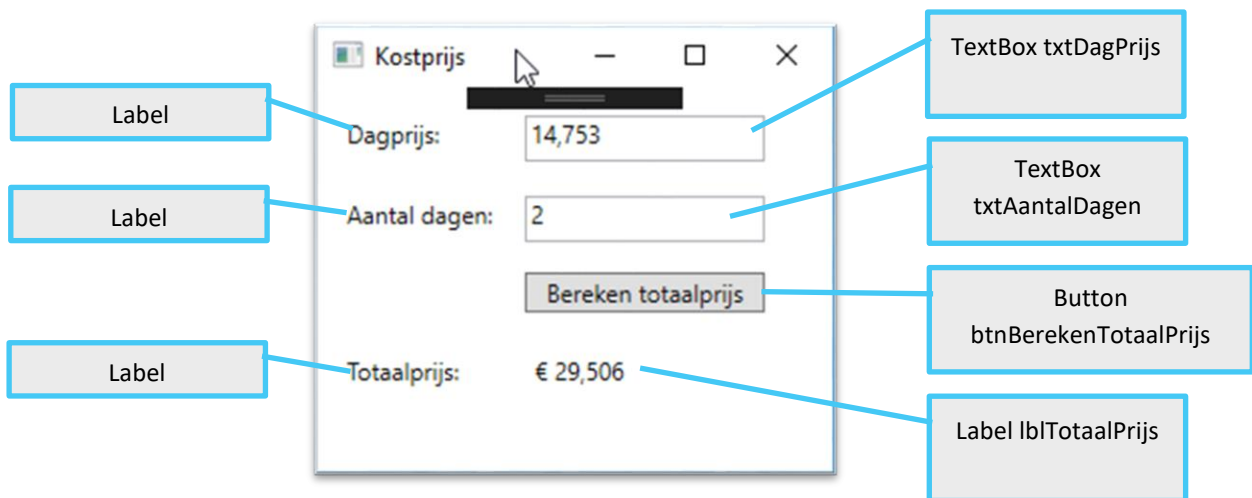 Kostprijs
TextBox txtDagPrijs
Label
Dagprijs:
14,753
TextBox
txtAantalDagen
Label
Aantal dagen:
2
Bereken totaalprijs
Button
btnBerekenTotaalPrijs
Label
Totaalprijs:
€ 29,506
Label lblTotaalPrijs